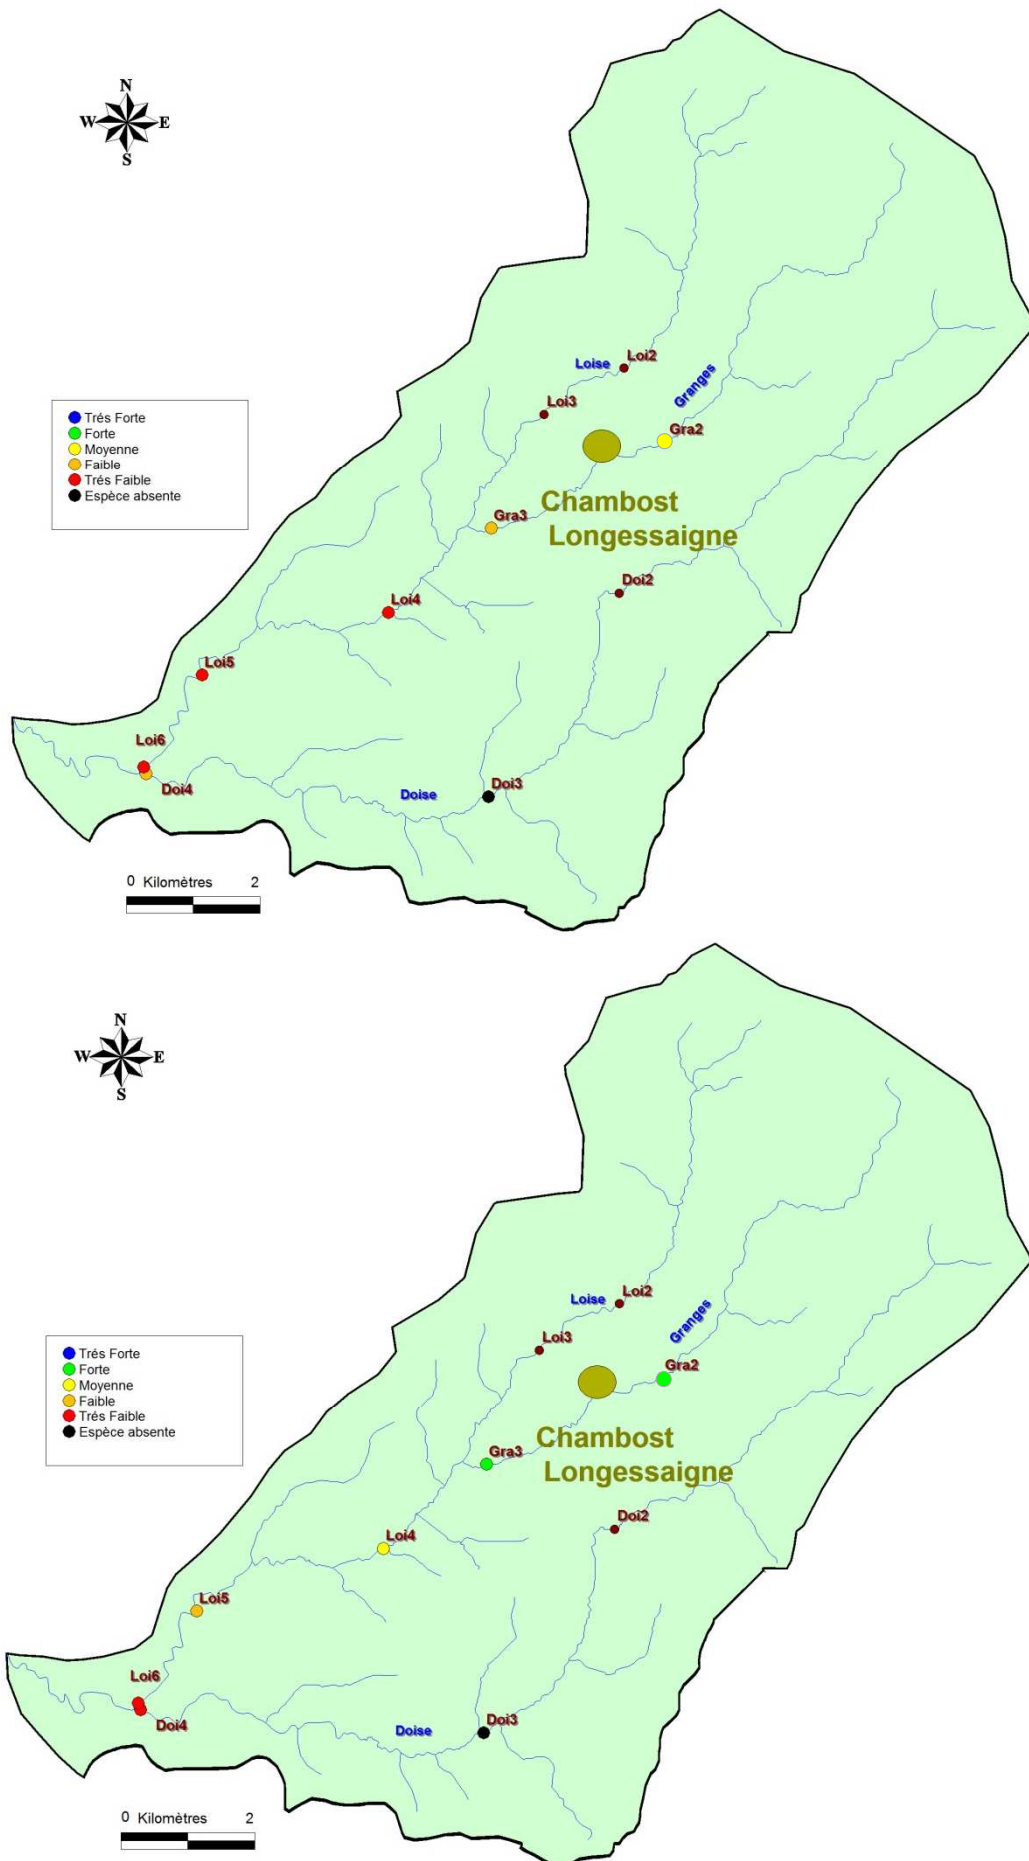 N
W E
S
Loi2
Loise
Granges
Loi3
Gra2
Trés Forte
Forte
Moyenne
Faible
Trés Faible
Espèce absente
Chambost
Longessaigne
Gra3
Doi2
Loi4
Loi5
Loi6
Doi4
Doise
Doi3
0 Kilomètres 2
N
W E
S
Loi2
Loise
Granges
Loi3
Gra2
Trés Forte
Forte
Moyenne
Faible
Trés Faible
Espèce absente
Chambost
Longessaigne
Gra3
Doi2
Loi4
Loi5
Loi6
Doi4
Doise
Doi3
0 Kilomètres 2